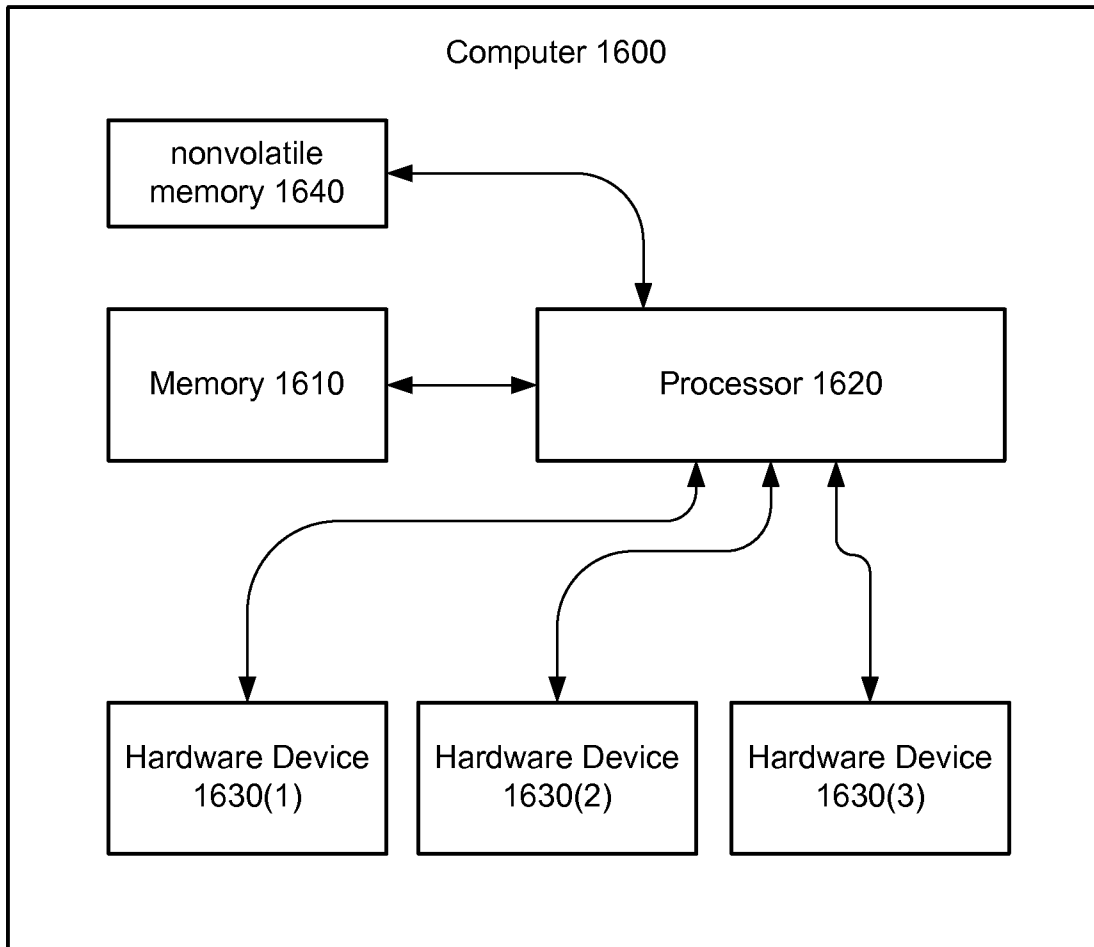 Computer 1600
nonvolatile
memory 1640
Memory 1610
Processor 1620
Hardware Device
1630(1)
Hardware Device
1630(2)
Hardware Device
1630(3)